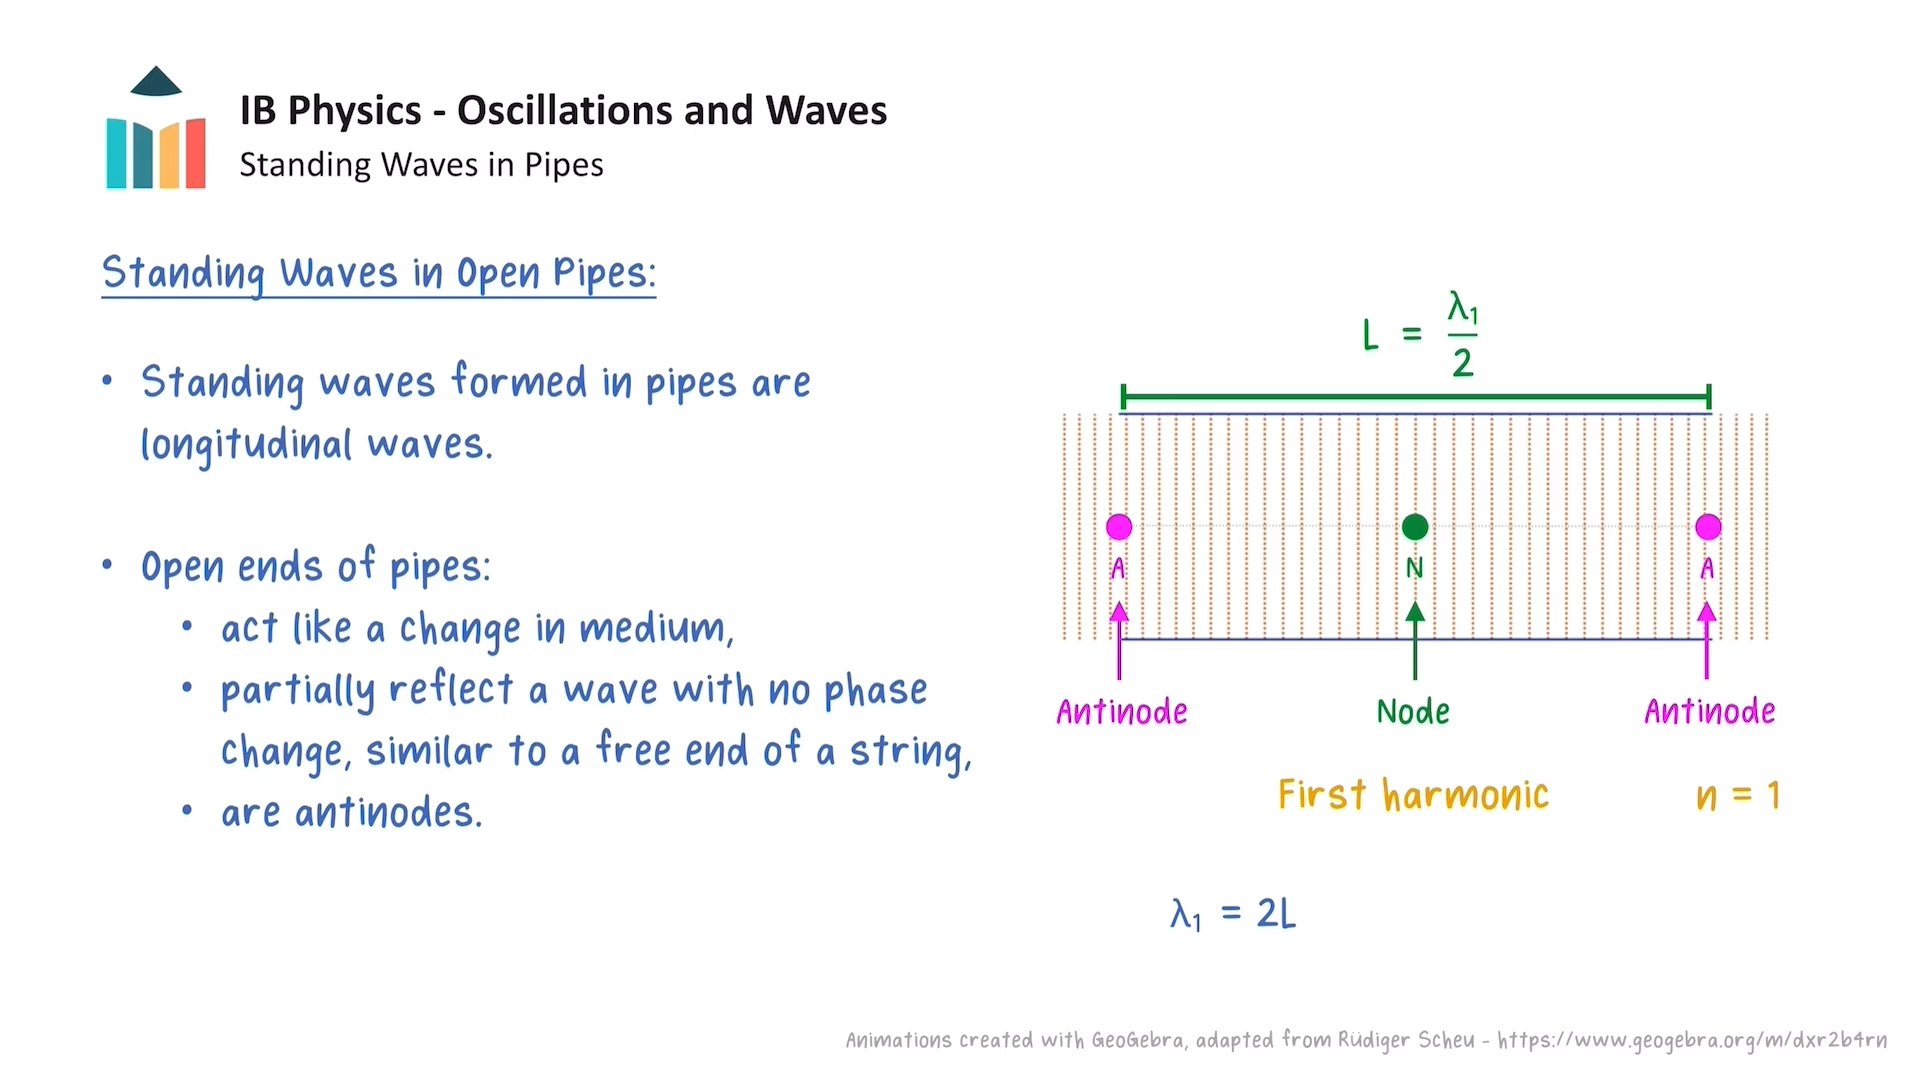 IB Physics - Oscillations and Waves
Standing Waves in Pipes
Standing Waves in Open Pipes:
• Standing waves formed in pipes are
longitudinal waves.
• Open ends of pipes:
• act like a change in medium,
• partially reflect a wave with no phase
change, similar to a free end of a string,
• are antinodes.
L = λ₁/2
A N A
Antinode Node Antinode
First harmonic n = 1
λ₁ = 2L
Animations created with GeoGebra, adapted from Rüdiger Scheu - https://www.geogebra.org/m/dxr2b4rn